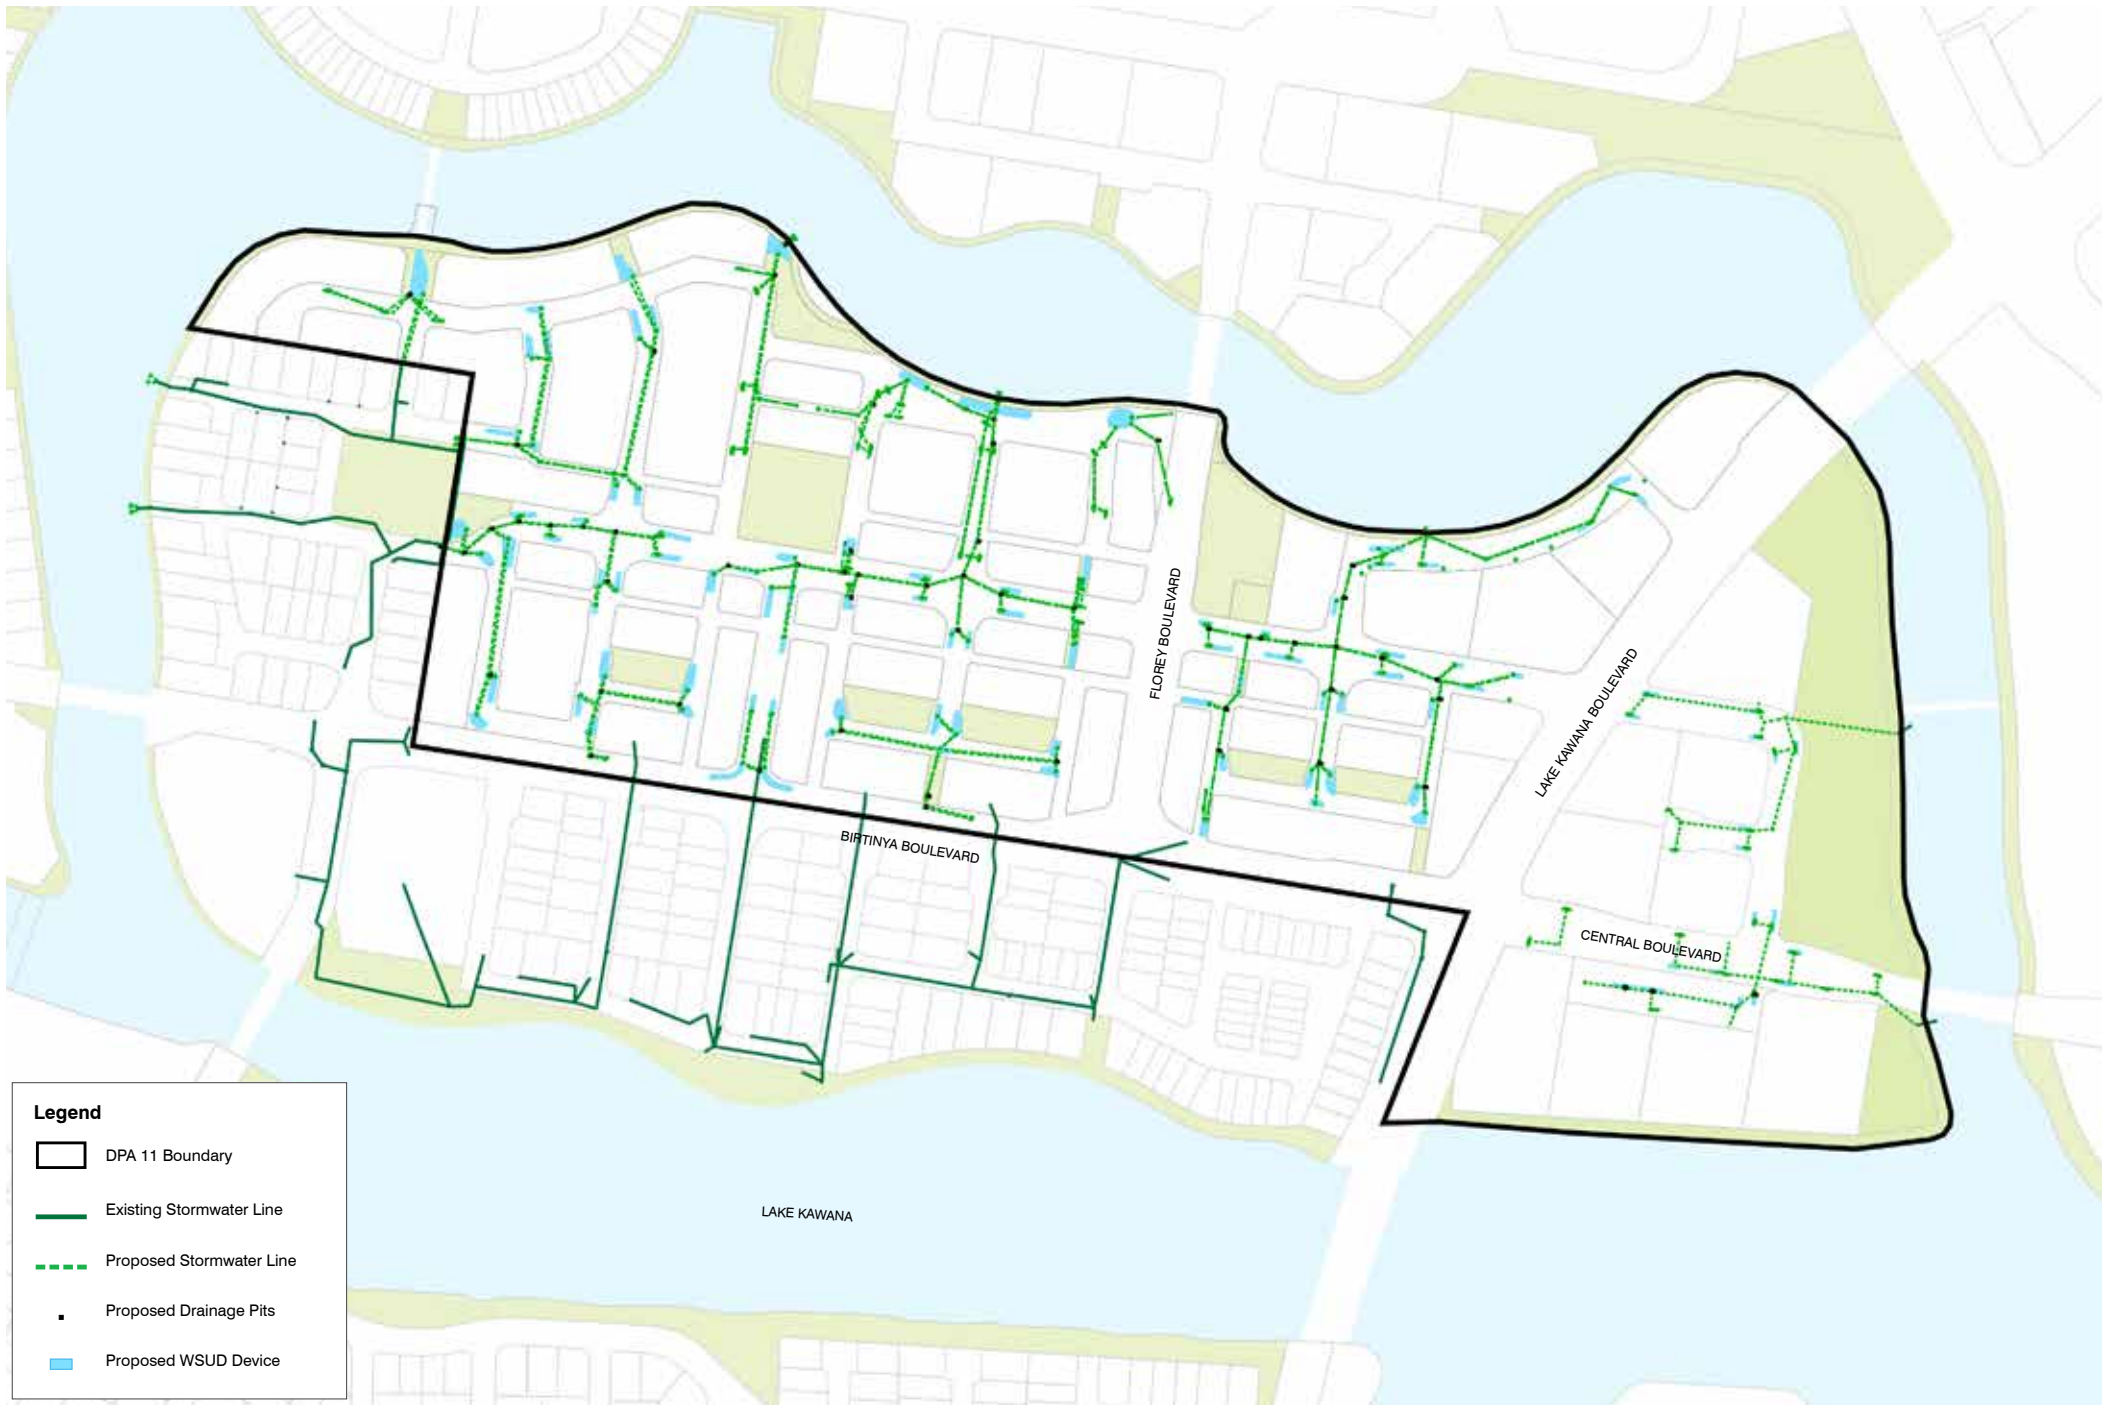 FLOREY BOULEVARD
LAKE KAWANA BOULEVARD
BIRTINYA BOULEVARD
CENTRAL BOULEVARD
LAKE KAWANA
Legend
DPA 11 Boundary
Existing Stormwater Line
Proposed Stormwater Line
Proposed Drainage Pits
Proposed WSUD Device